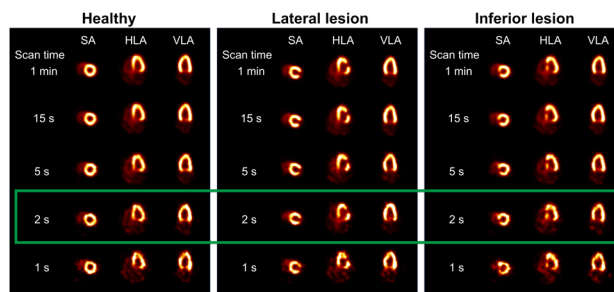 Healthy Lateral lesion Inferior lesion
SA HLA VLA SA HLA VLA SA HLA VLA
Scan time Scan time Scan time
1 min 1 min 1 min
15 s 15 s 15 s
5 s 5 s 5 s
2 s 2 s 2 s
1 s 1 s 1 s